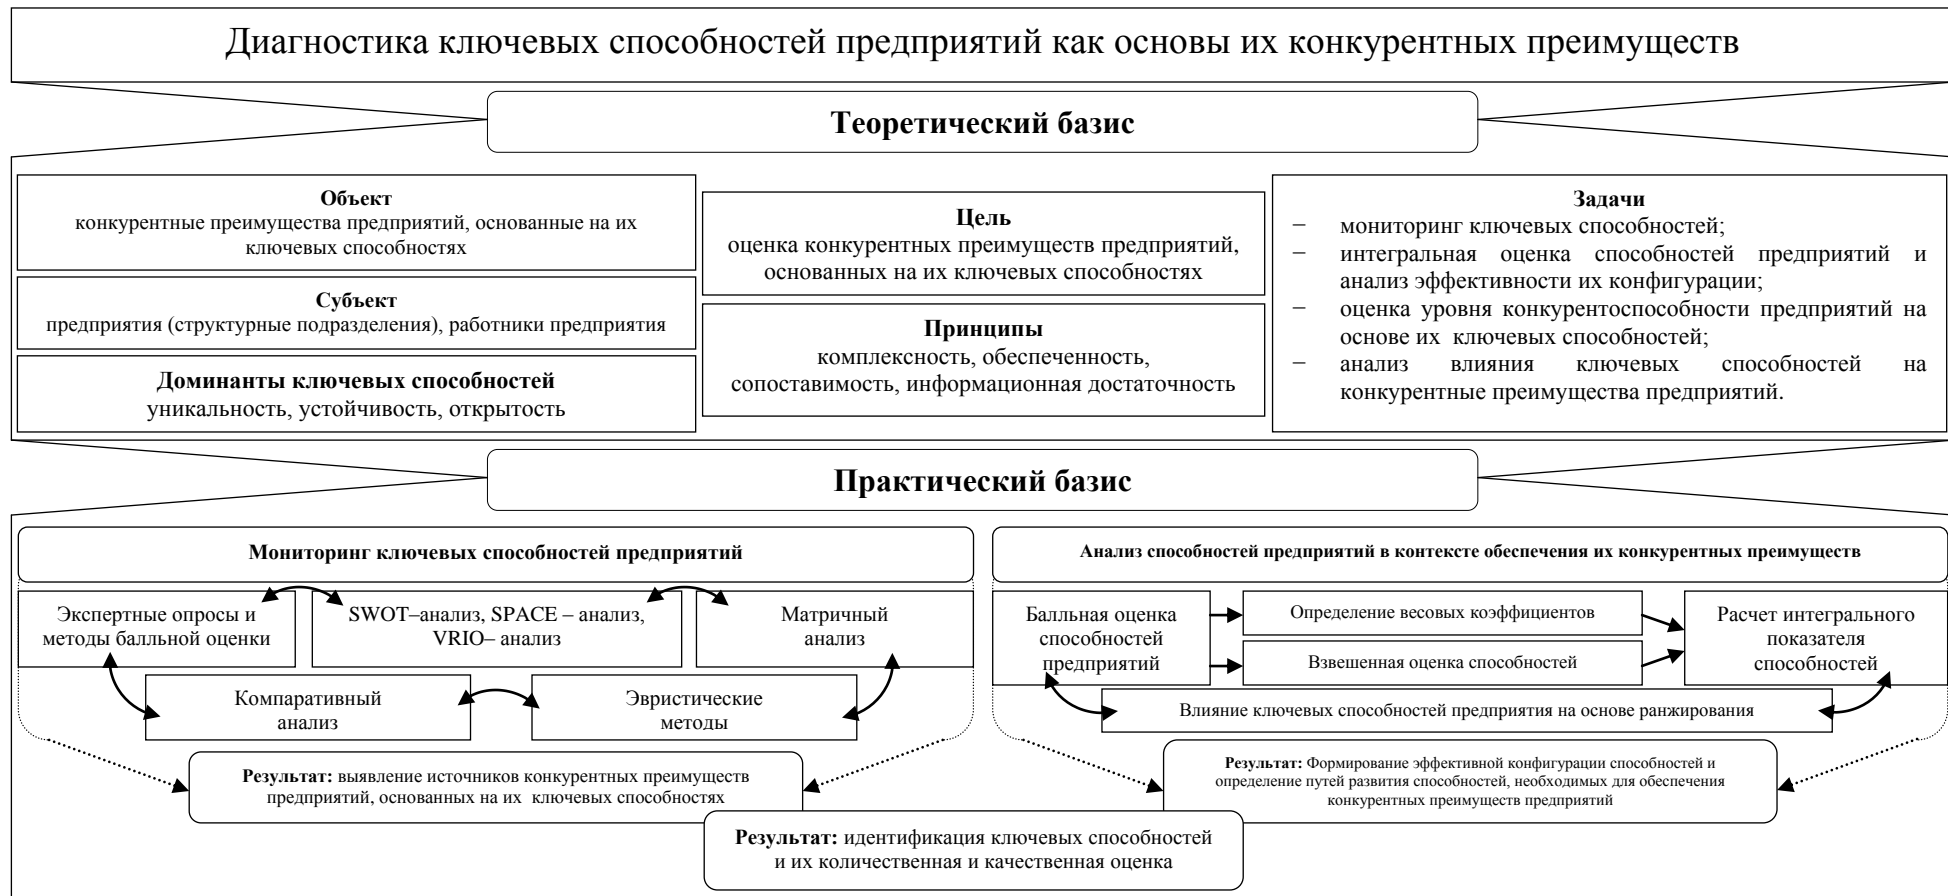 Диагностика ключевых способностей предприятий как основы их конкурентных преимуществ
Теоретический базис
Объект
конкурентные преимущества предприятий, основанные на их
ключевых способностях
Субъект
предприятия (структурные подразделения), работники предприятия
Доминанты ключевых способностей
уникальность, устойчивость, открытость
Цель
оценка конкурентных преимуществ предприятий,
основанных на их ключевых способностях
Принципы
комплексность, обеспеченность,
сопоставимость, информационная достаточность
Задачи
– мониторинг ключевых способностей;
– интегральная оценка способностей предприятий и
анализ эффективности их конфигурации;
– оценка уровня конкурентоспособности предприятий на
основе их ключевых способностей;
– анализ влияния ключевых способностей на
конкурентные преимущества предприятий.
Практический базис
Мониторинг ключевых способностей предприятий
Экспертные опросы и
методы балльной оценки
SWOT–анализ, SPACE – анализ,
VRIO– анализ
Матричный
анализ
Компаративный
анализ
Эвристические
методы
Результат: выявление источников конкурентных преимуществ
предприятий, основанных на их ключевых способностях
Анализ способностей предприятий в контексте обеспечения их конкурентных преимуществ
Балльная оценка
способностей
предприятий
Определение весовых коэффициентов
Взвешенная оценка способностей
Расчет интегрального
показателя
способностей
Влияние ключевых способностей предприятия на основе ранжирования
Результат: Формирование эффективной конфигурации способностей и
определение путей развития способностей, необходимых для обеспечения
конкурентных преимуществ предприятий
Результат: идентификация ключевых способностей
и их количественная и качественная оценка